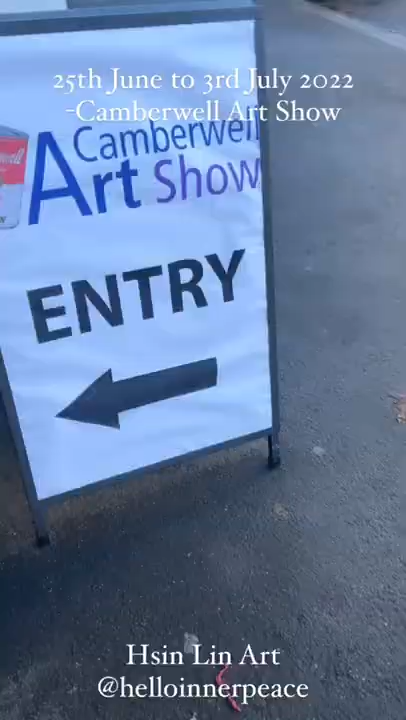 25th June to 3rd July 2022
-Camberwell Art Show
Camberwell
Art Show
ENTRY
Hsin Lin Art
@helloinnerpeace